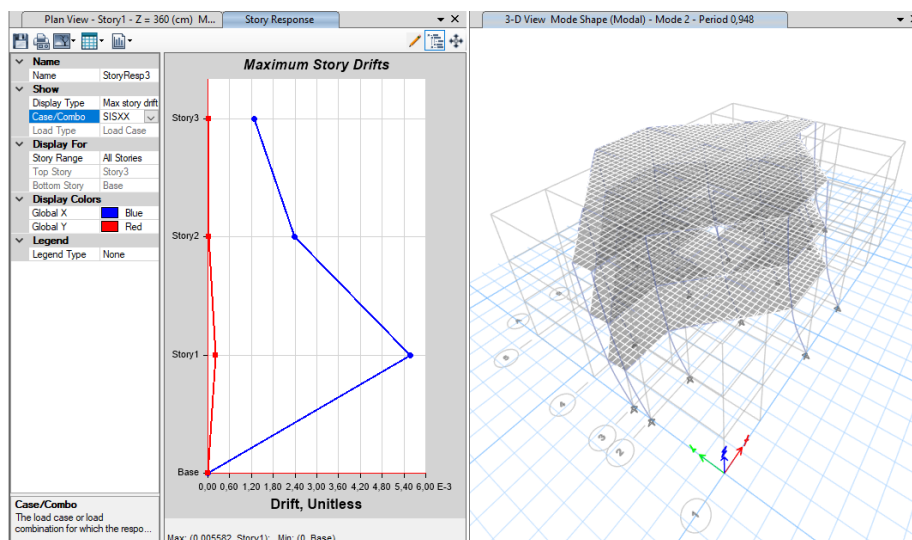 Plan View - Story1 - Z = 360 (cm) M...
Story Response
3-D View Mode Shape (Modal) - Mode 2 - Period 0,948
Name
Name StoryResp3
Show
Display Type Max story drift
Case/Combo SISXX
Load Type Load Case
Display For
Story Range All Stories
Top Story Story3
Bottom Story Base
Display Colors
Global X Blue
Global Y Red
Legend
Legend Type None
Case/Combo
The load case or load
combination for which the respo...
Maximum Story Drifts
Story3
Story2
Story1
Base
0,00 0,60 1,20 1,80 2,40 3,00 3,60 4,20 4,80 5,40 6,00 E-3
Drift, Unitless
Max: (0.005582, Story1); Min: (0, Base)
3
2